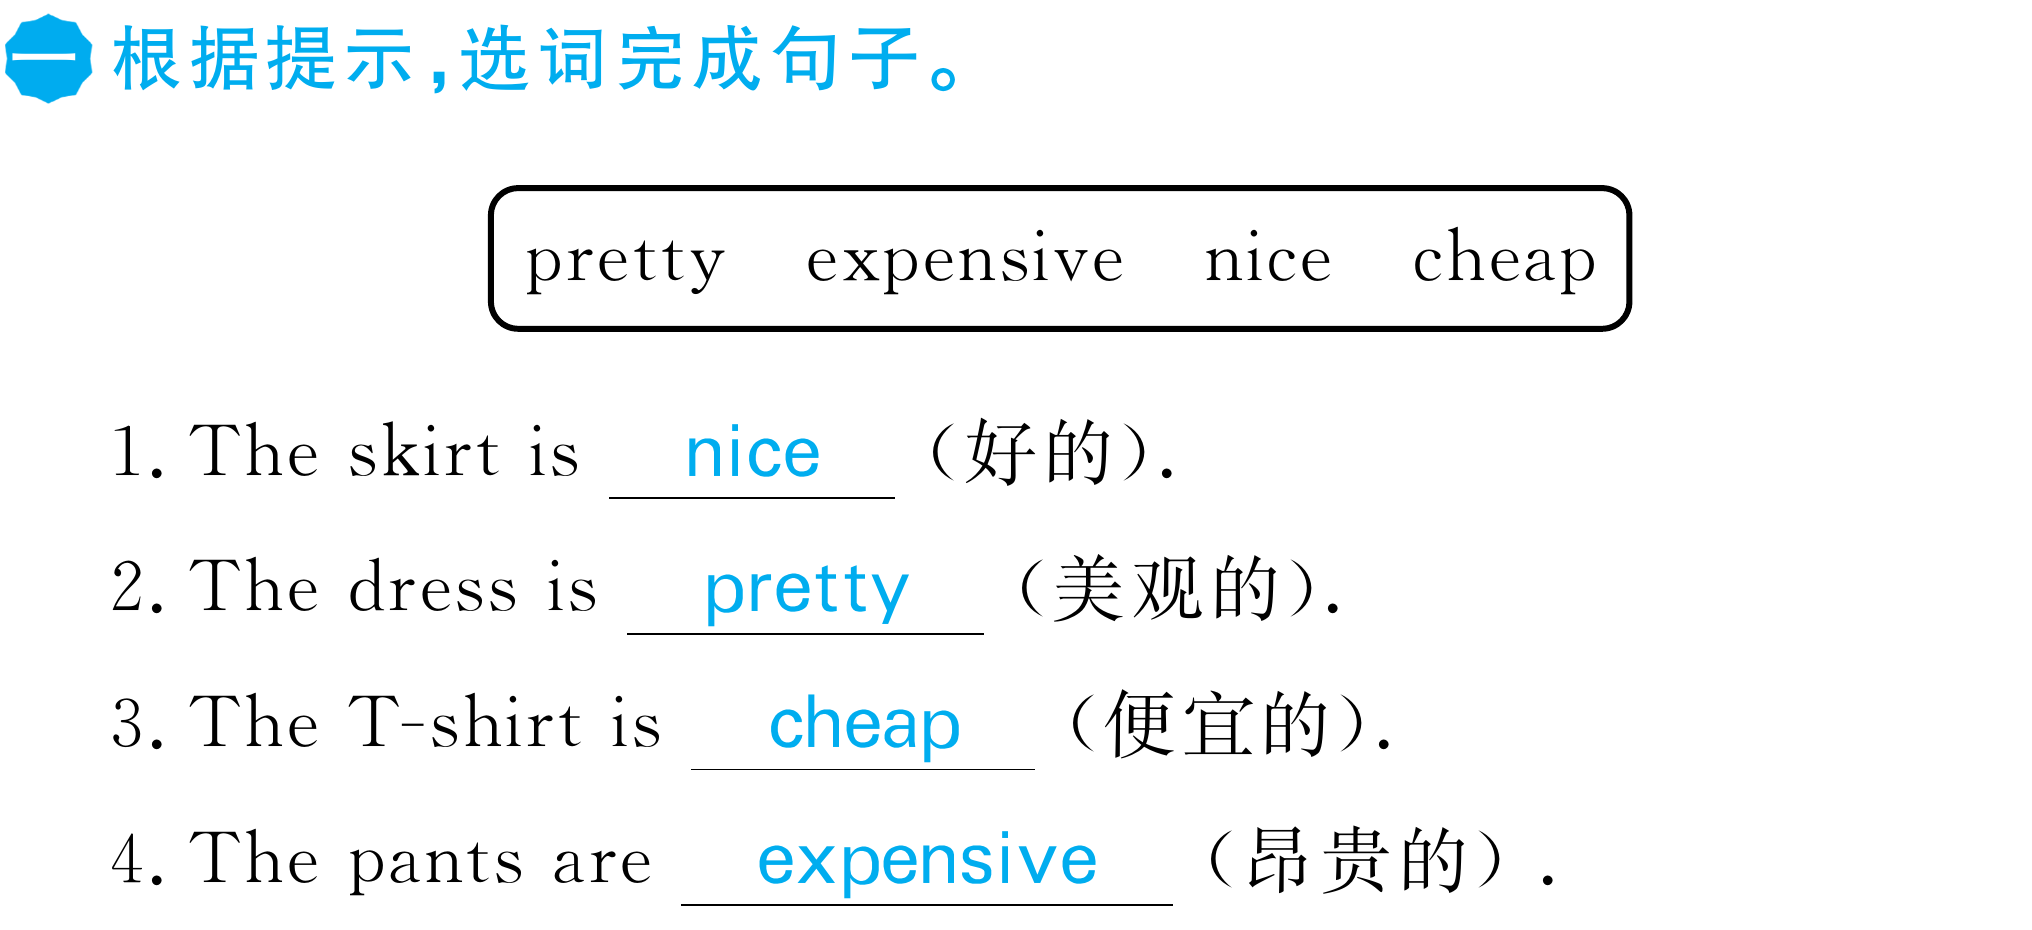 一 根据提示,选词完成句子。
pretty expensive nice cheap
1. The skirt is nice (好的).
2. The dress is pretty (美观的).
3. The T-shirt is cheap (便宜的).
4. The pants are expensive (昂贵的).